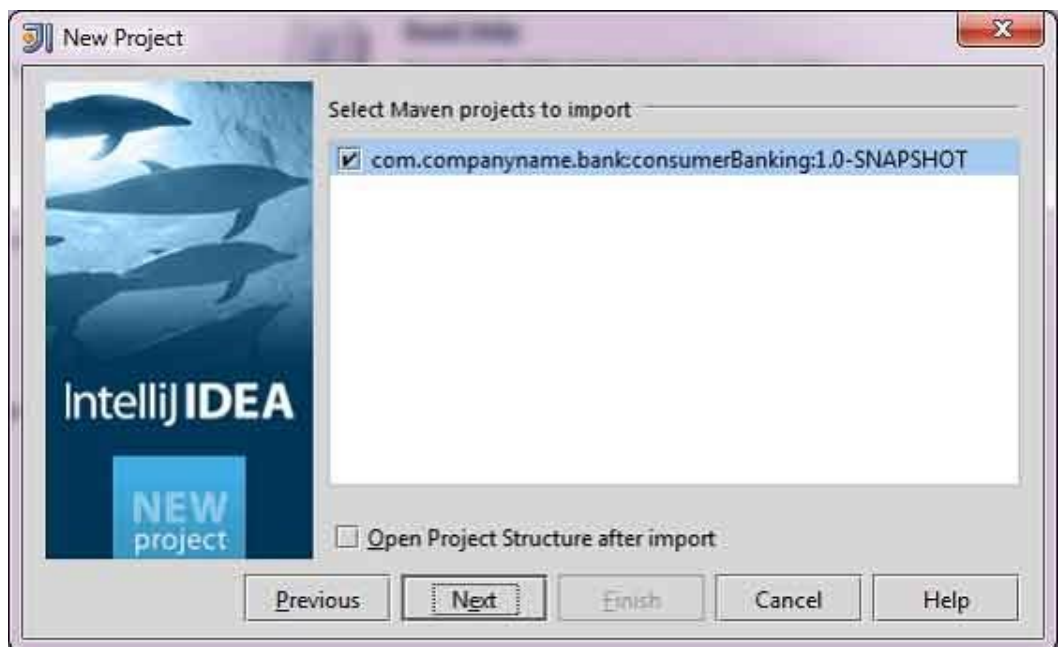 New Project
Select Maven projects to import
com.companyname.bank:consumerBanking:1.0-SNAPSHOT
IntelliJ IDEA
NEW
project
Open Project Structure after import
Previous
Next
Finish
Cancel
Help